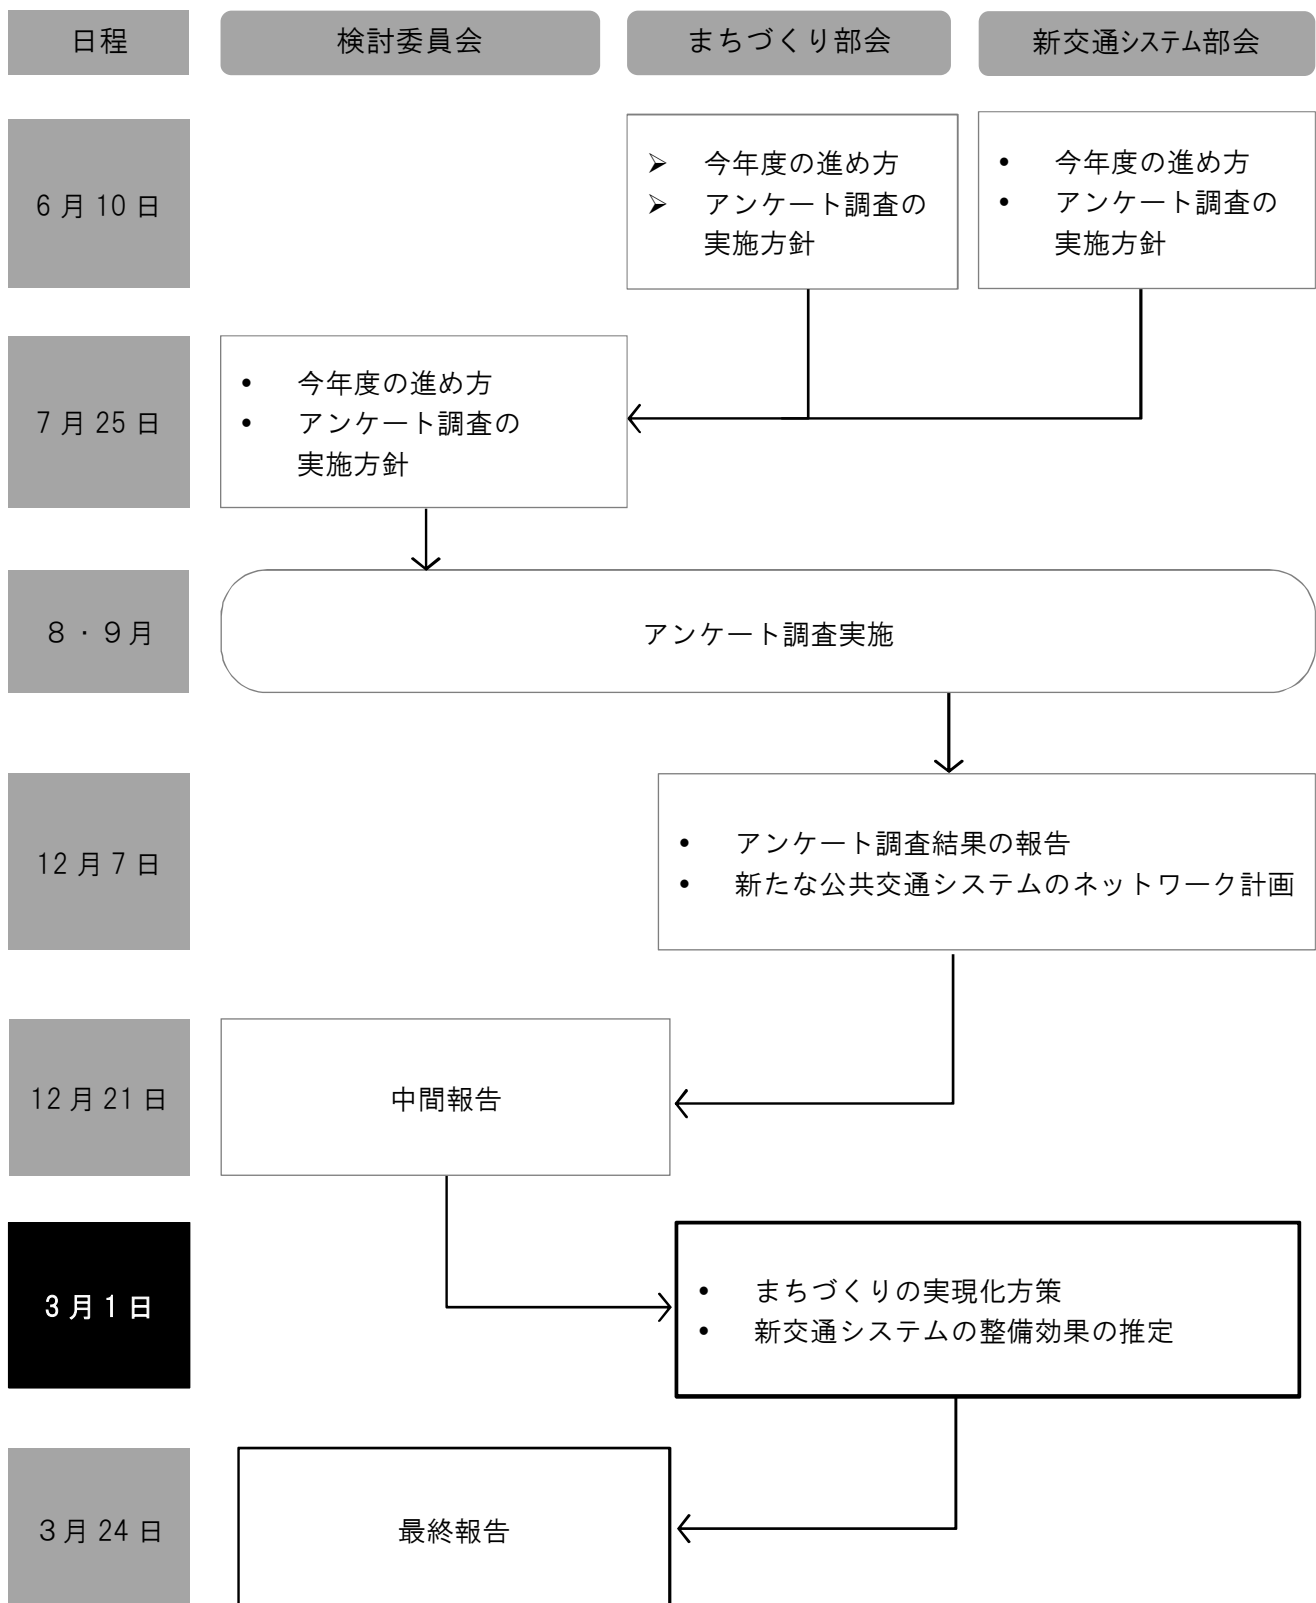 日程
検討委員会
まちづくり部会
新交通システム部会
6月10日
➢ 今年度の進め方
➢ アンケート調査の
実施方針
• 今年度の進め方
• アンケート調査の
実施方針
7月25日
• 今年度の進め方
• アンケート調査の
実施方針
８・９月
アンケート調査実施
12月7日
• アンケート調査結果の報告
• 新たな公共交通システムのネットワーク計画
12月21日
中間報告
3月1日
• まちづくりの実現化方策
• 新交通システムの整備効果の推定
３月24日
最終報告